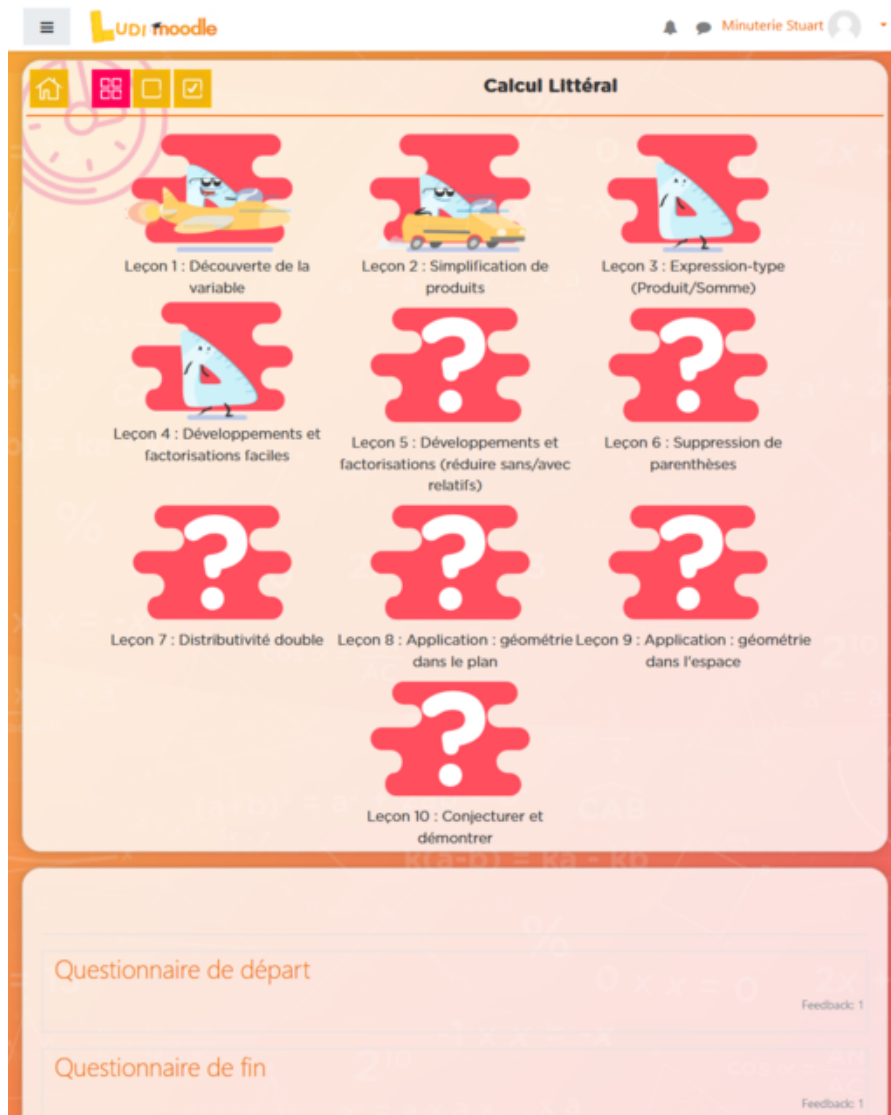 LUDI moodle
Minuterie Stuart
Calcul Littéral
Leçon 1 : Découverte de la
variable
Leçon 2 : Simplification de
produits
Leçon 3 : Expression-type
(Produit/Somme)
Leçon 4 : Développements et
factorisations faciles
?
Leçon 5 : Développements et
factorisations (réduire sans/avec
relatifs)
?
Leçon 6 : Suppression de
parenthèses
?
Leçon 7 : Distributivité double
?
Leçon 8 : Application : géométrie
dans le plan
?
Leçon 9 : Application : géométrie
dans l'espace
?
Leçon 10 : Conjecturer et
démontrer
k(a-b) = ka - kb
Questionnaire de départ
Feedback: 1
Questionnaire de fin
Feedback: 1